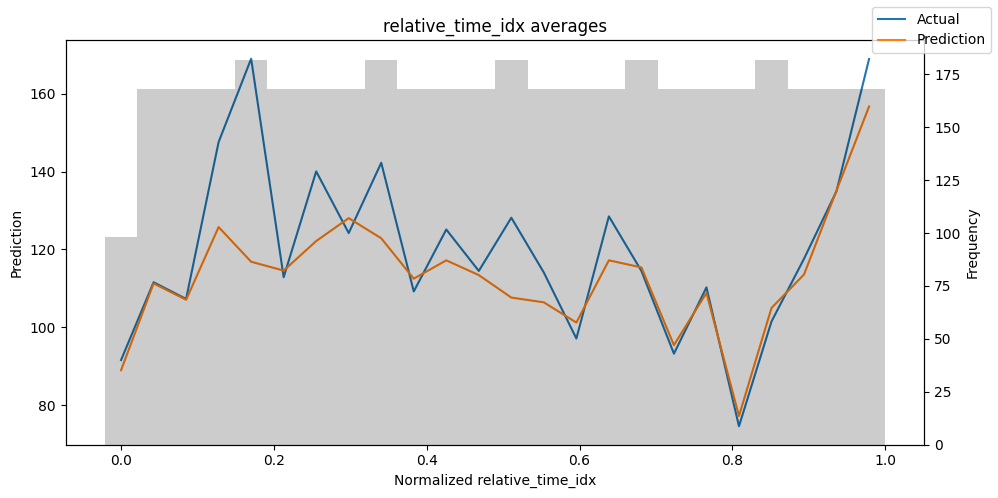 relative_time_idx averages
Actual
Prediction
Prediction
160
140
120
100
80
175
150
125
100
75
50
25
0
Frequency
0.0 0.2 0.4 0.6 0.8 1.0
Normalized relative_time_idx